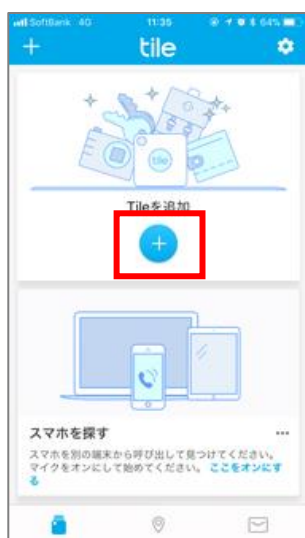 SoftBank 4G 11:35 64%
tile
tile
Tileを追加
スマホを探す
スマホを別の端末から呼び出して見つけてください。
マイクをオンにして始めてください。 ここをオンにす
る